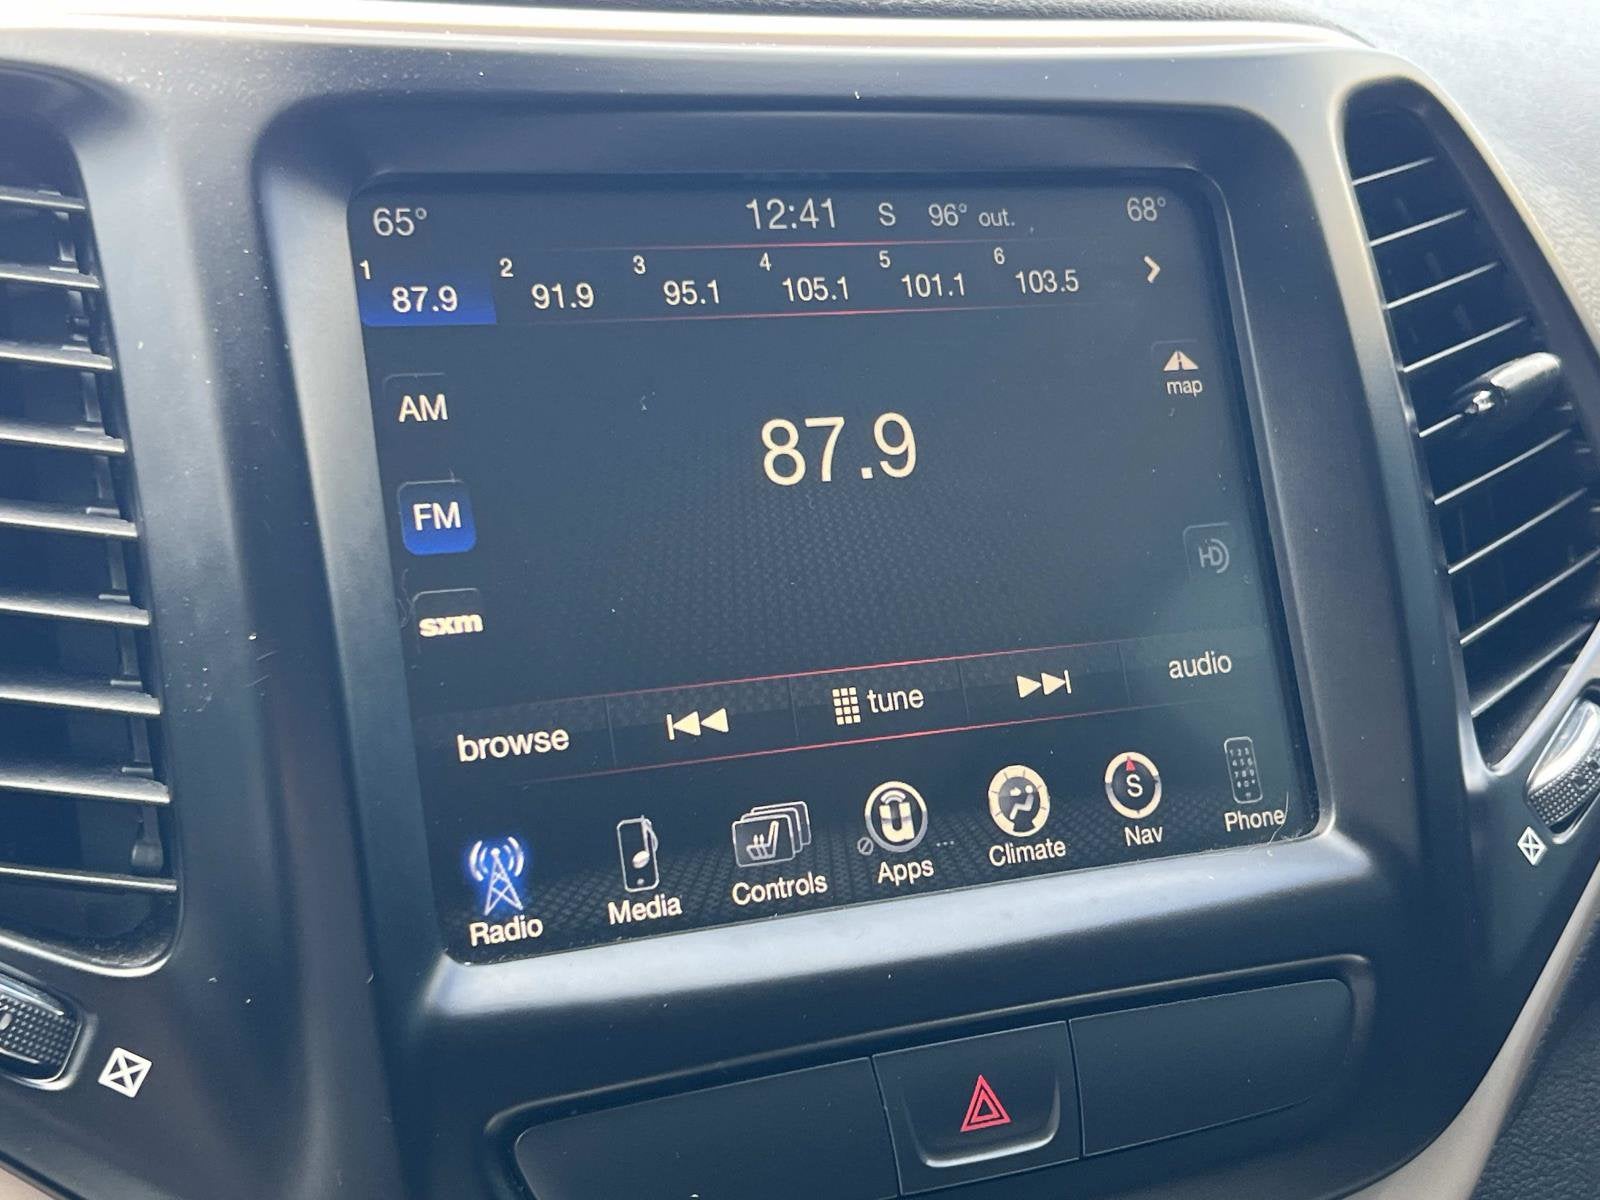 65° 12:41 S 96° out. 68°
1 87.9 2 91.9 3 95.1 4 105.1 5 101.1 6 103.5
map
AM
87.9
FM
HD
sxm
browse tune audio
Radio Media Controls Apps Climate S Nav Phone